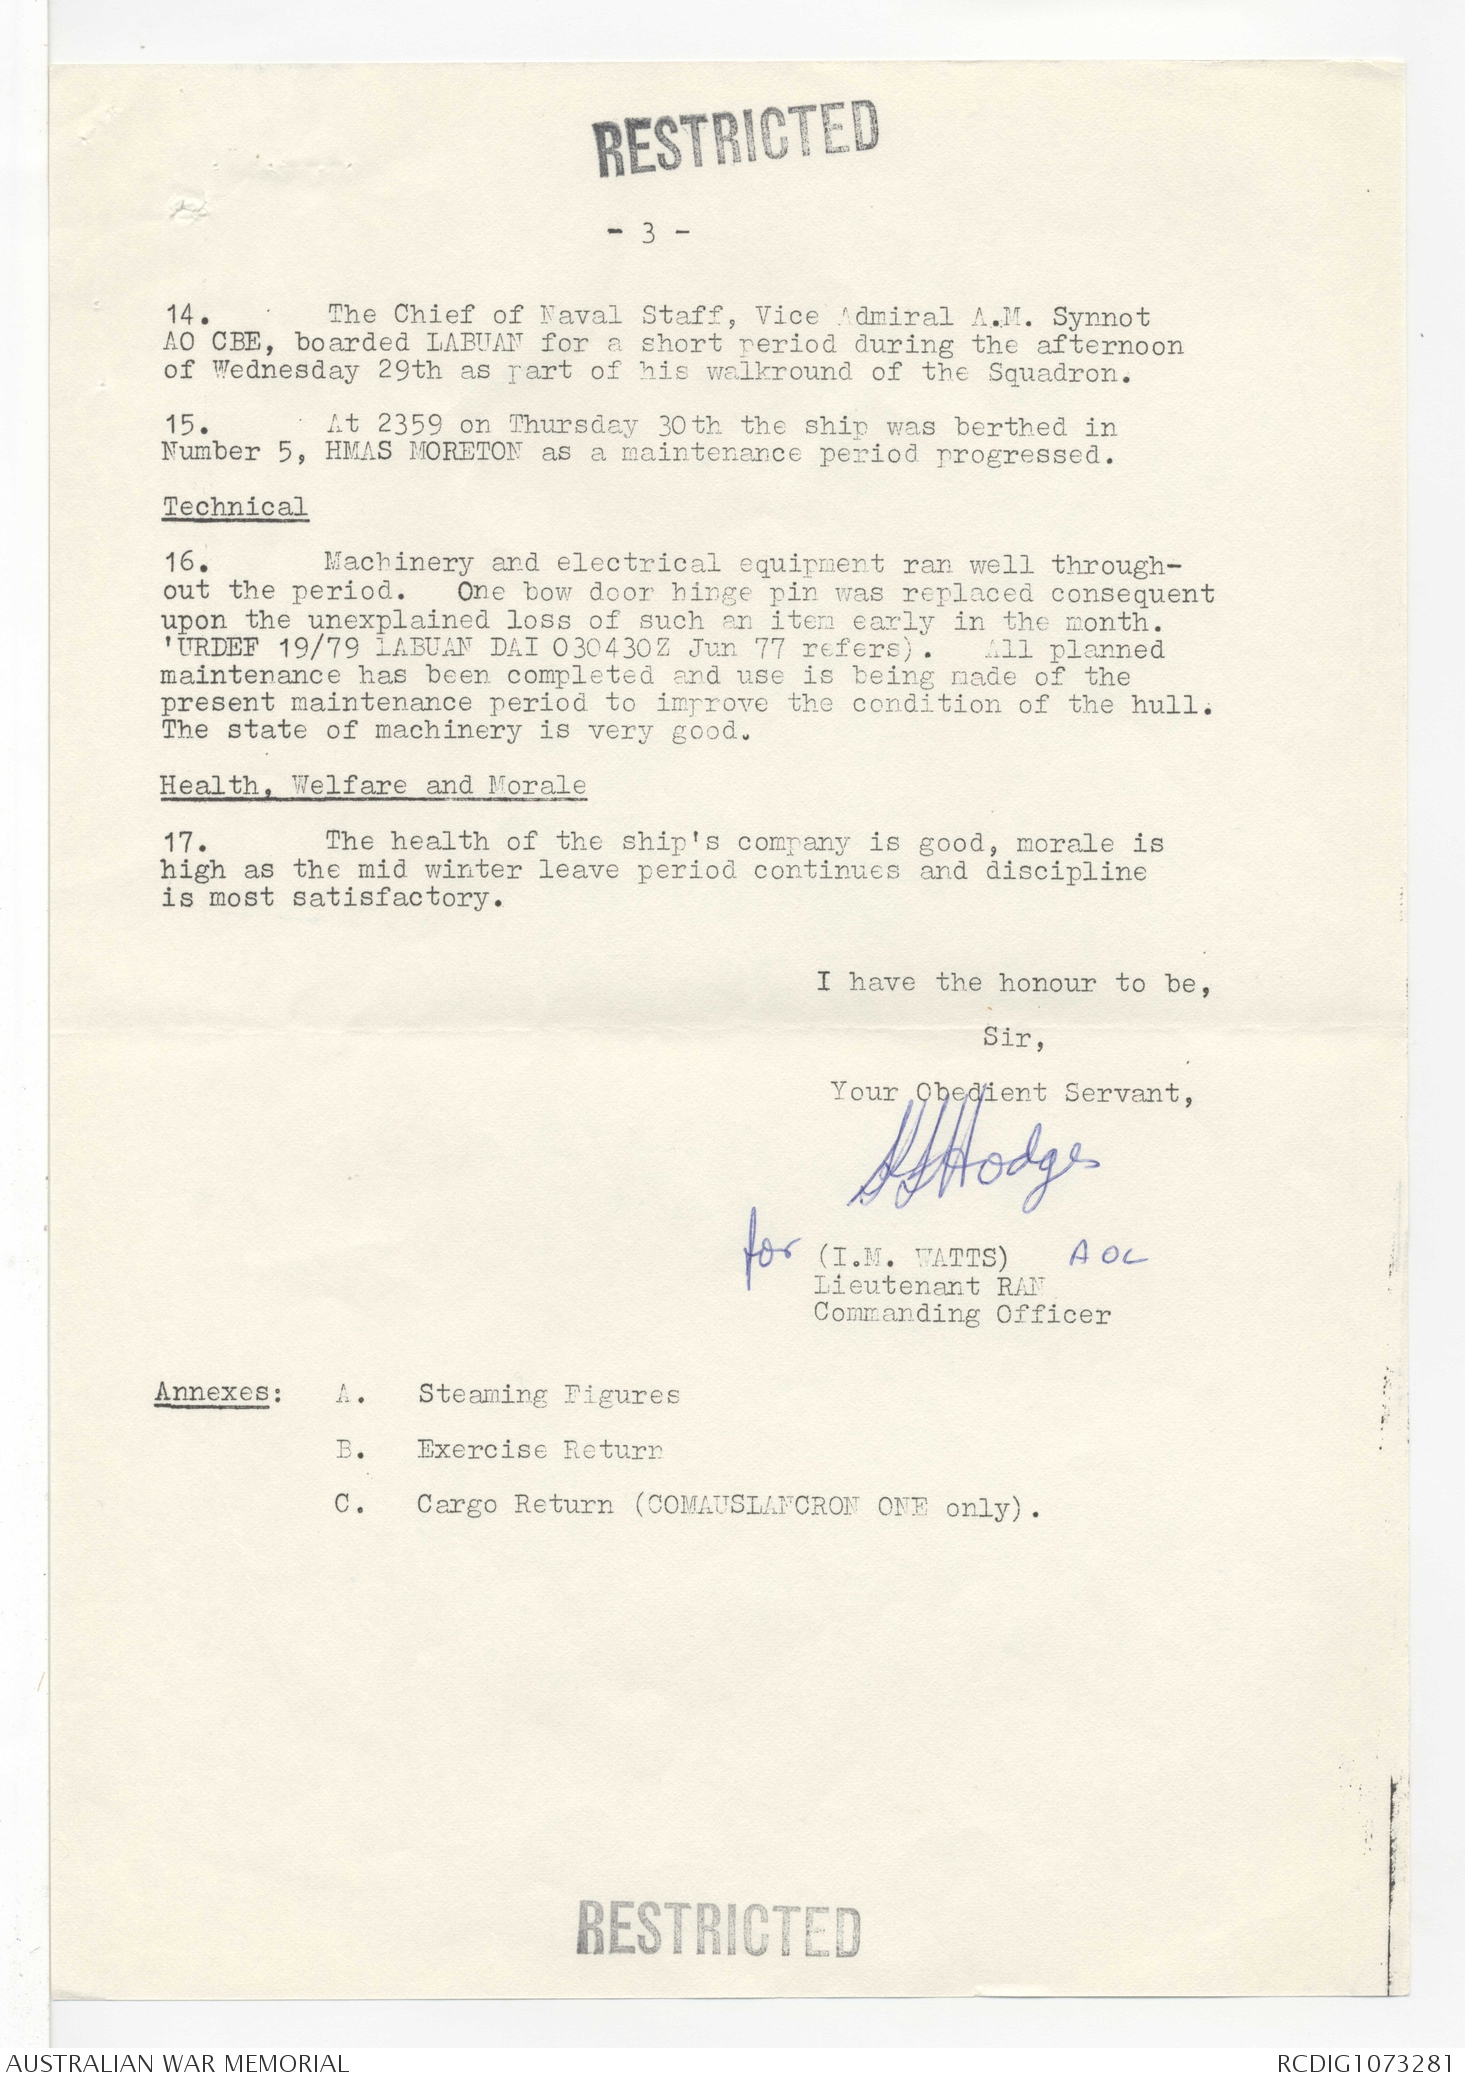 RESTRICTED
- 3 -
14. The Chief of Naval Staff, Vice Admiral A.M. Synnot
AO CBE, boarded LABUAN for a short period during the afternoon
of Wednesday 29th as part of his walkround of the Squadron.
15. At 2359 on Thursday 30th the ship was berthed in
Number 5, HMAS MORETON as a maintenance period progressed.
Technical
16. Machinery and electrical equipment ran well through-
out the period. One bow door hinge pin was replaced consequent
upon the unexplained loss of such an item early in the month.
'URDEF 19/79 LABUAN DAI 030430Z Jun 77 refers). All planned
maintenance has been completed and use is being made of the
present maintenance period to improve the condition of the hull.
The state of machinery is very good.
Health, Welfare and Morale
17. The health of the ship's company is good, morale is
high as the mid winter leave period continues and discipline
is most satisfactory.
I have the honour to be,
Sir,
Your Obedient Servant,
Hodges
for (I.M. WATTS) AOC
Lieutenant RAN
Commanding Officer
Annexes: A. Steaming Figures
B. Exercise Return
C. Cargo Return (COMAUSLANCRON ONE only).
RESTRICTED
AUSTRALIAN WAR MEMORIAL
RCDIG1073281